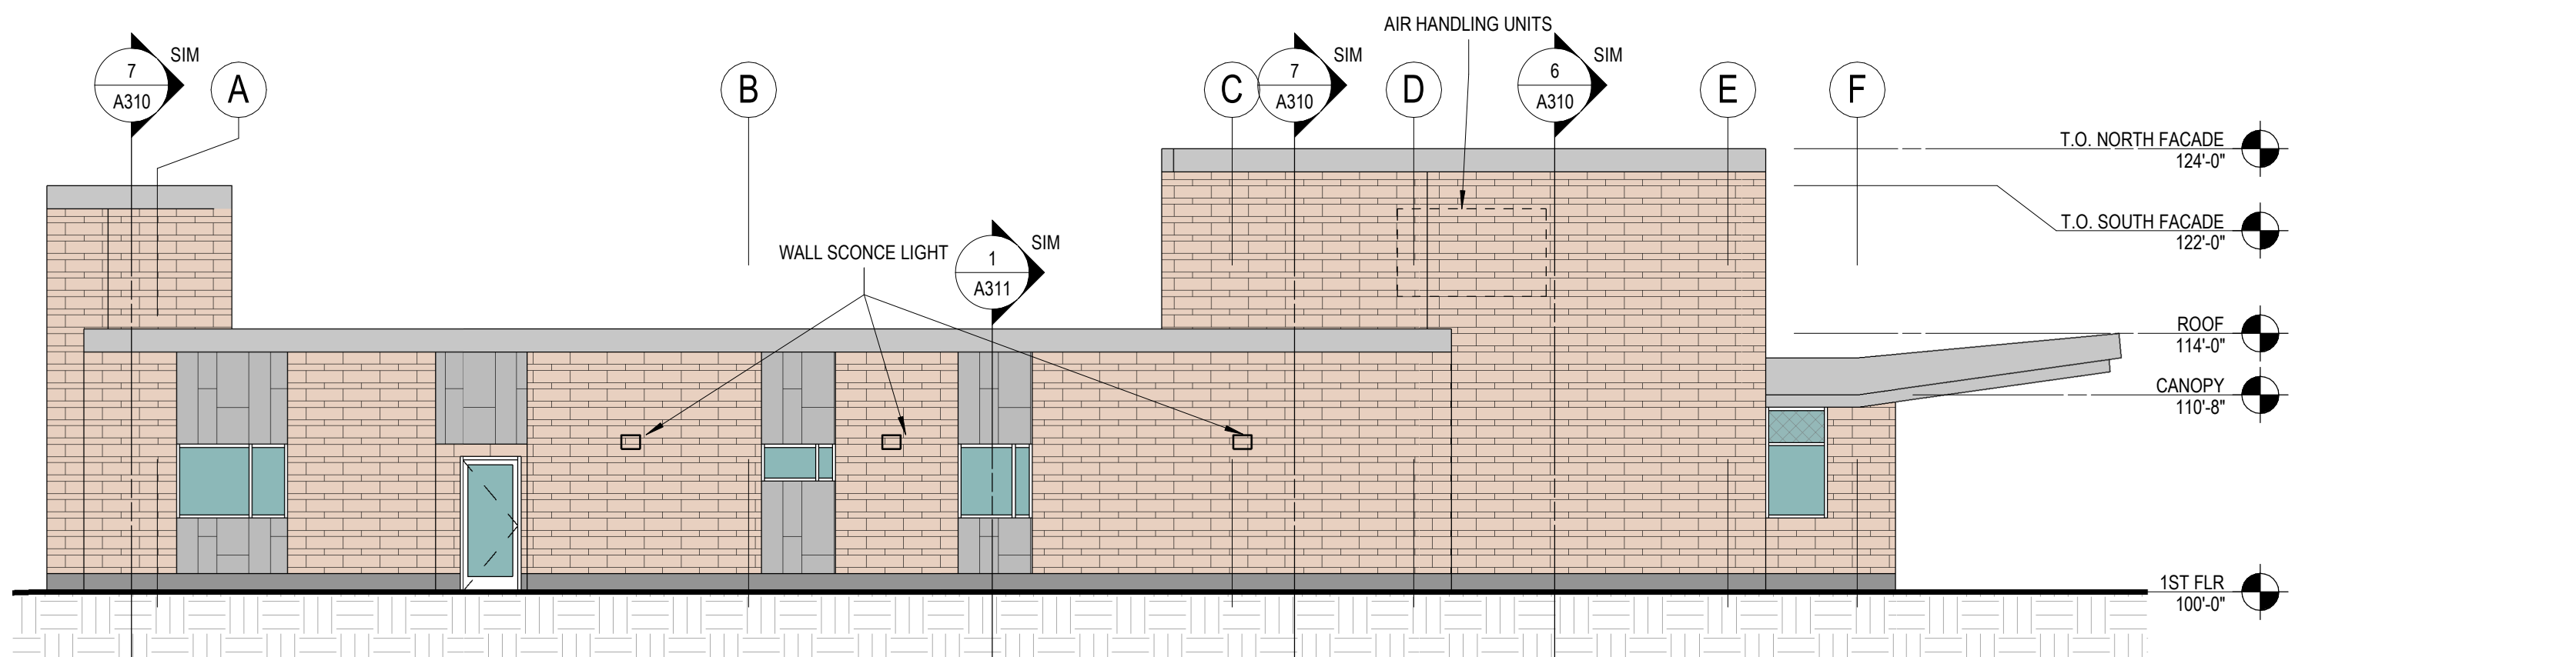 AIR HANDLING UNITS
7
A310
SIM
A
B
C
7
A310
SIM
D
6
A310
SIM
E
F
T.O. NORTH FACADE
124'-0"
T.O. SOUTH FACADE
122'-0"
WALL SCONCE LIGHT
1
A311
SIM
ROOF
114'-0"
CANOPY
110'-8"
1ST FLR
100'-0"